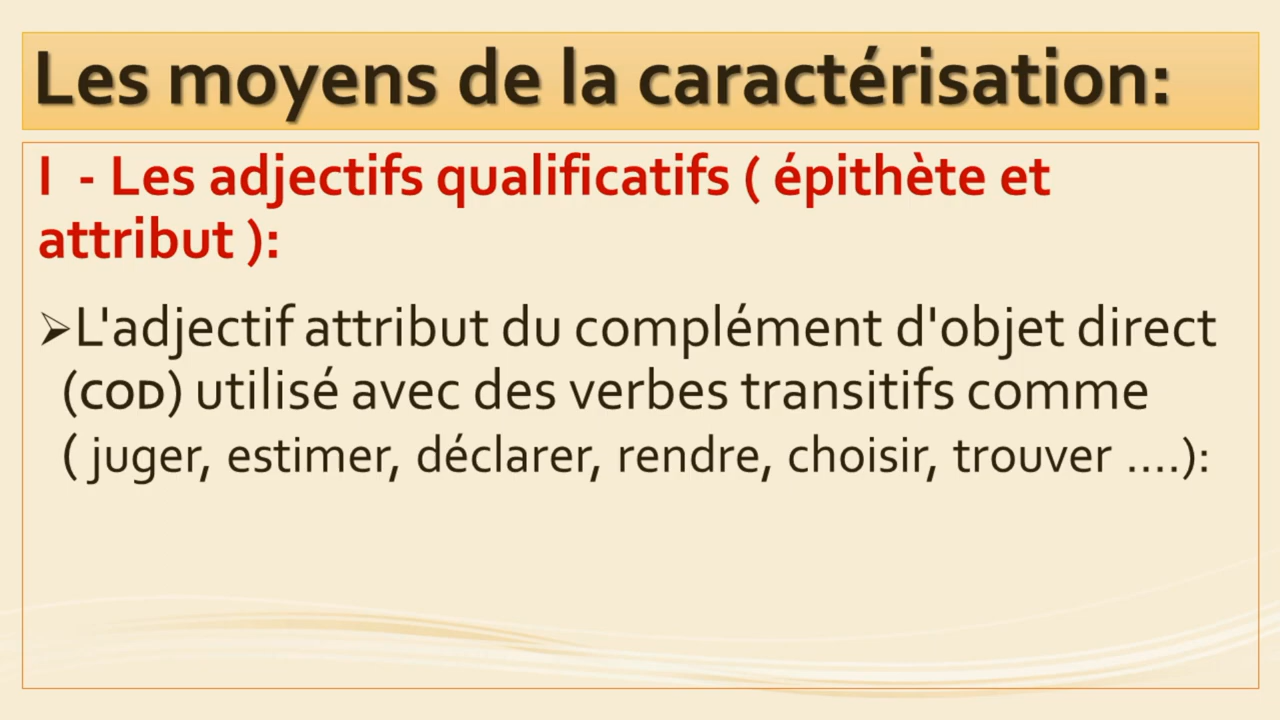 Les moyens de la caractérisation:
I - Les adjectifs qualificatifs ( épithète et
attribut ):
➢L'adjectif attribut du complément d'objet direct
(COD) utilisé avec des verbes transitifs comme
( juger, estimer, déclarer, rendre, choisir, trouver ....):